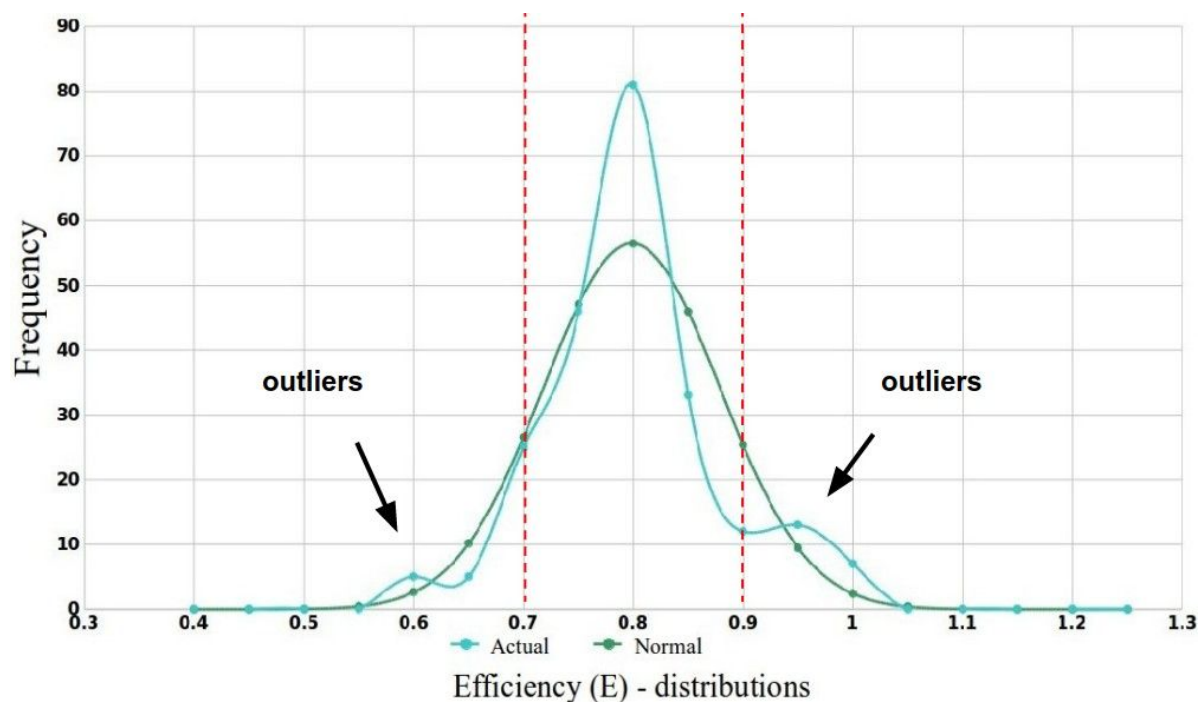 90
80
70
60
50
40
30
20
10
0
Frequency
outliers
outliers
0.3 0.4 0.5 0.6 0.7 0.8 0.9 1 1.1 1.2 1.3
Actual Normal
Efficiency (E) - distributions